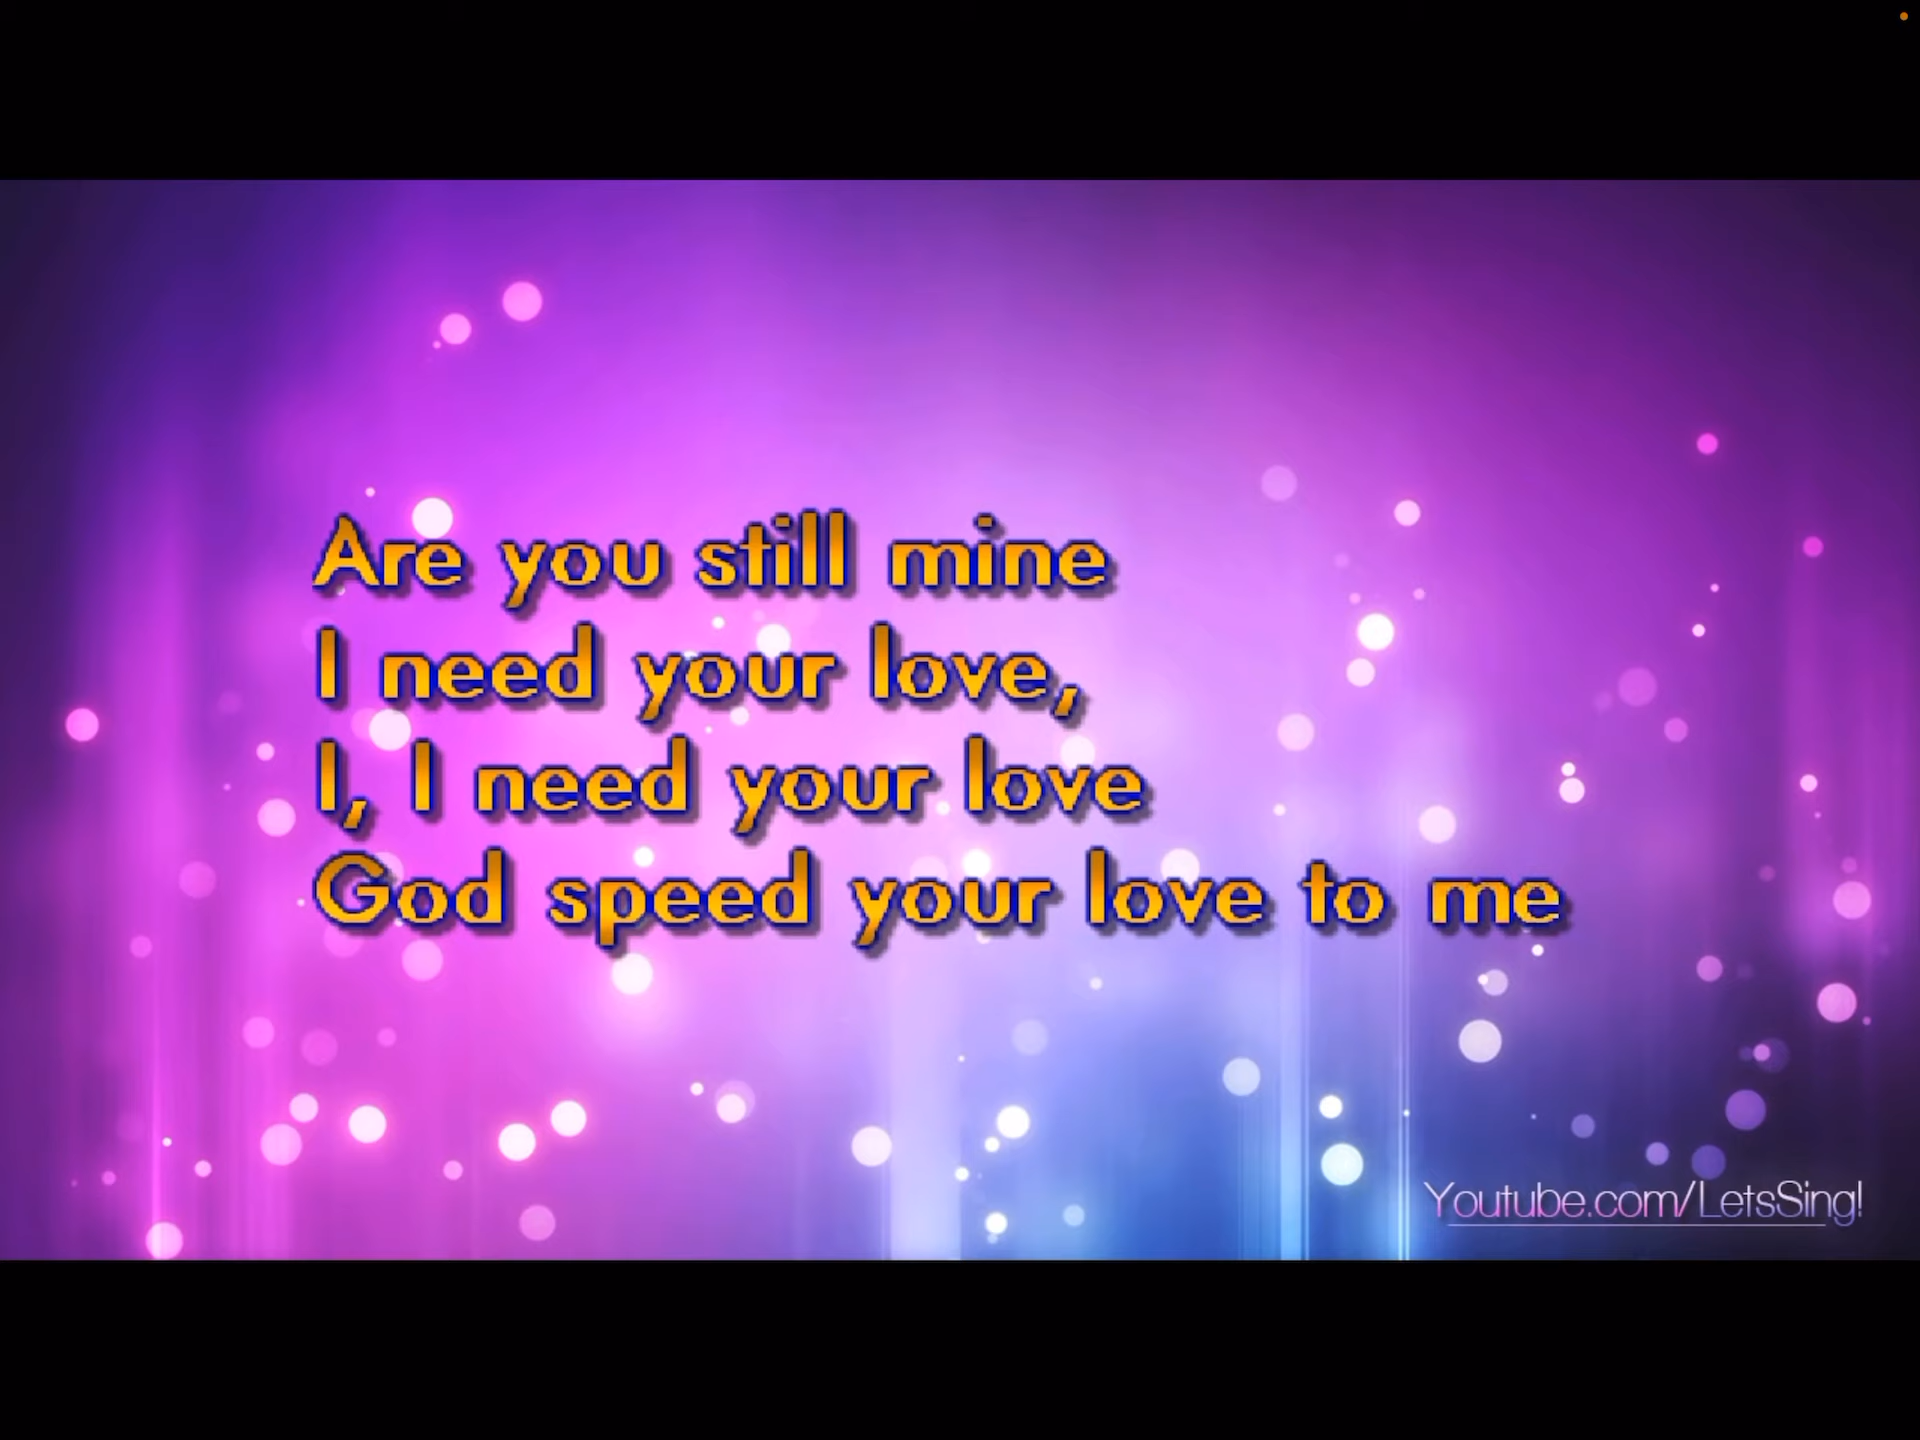 Are you still mine
I need your love,
I, I need your love
God speed your love to me
Youtube.com/LetsSing!